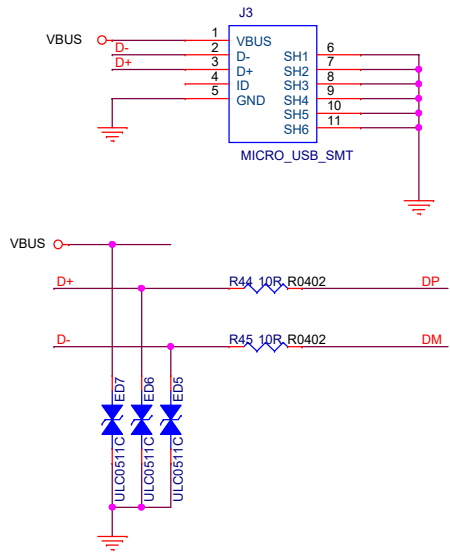 J3
VBUS 1 VBUS
D- 2 D- SH1 6
D+ 3 D+ SH2 7
4 ID SH3 8
5 GND SH4 9
SH5 10
SH6 11
MICRO_USB_SMT
VBUS
D+ R44 10R R0402 DP
D- R45 10R R0402 DM
ED7 ED6 ED5
ULC0511C ULC0511C ULC0511C